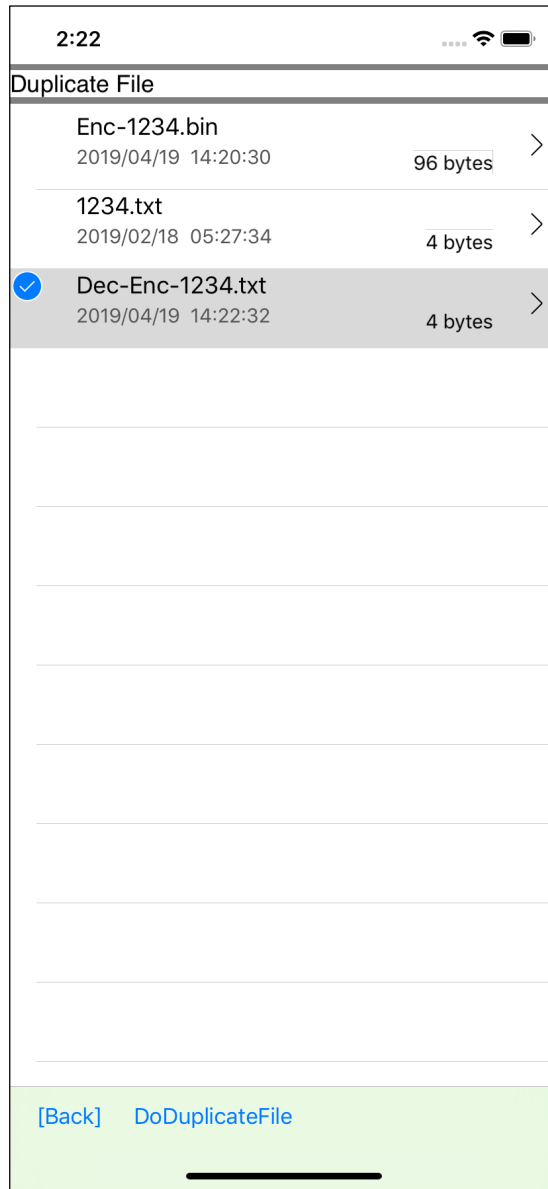 2:22
Duplicate File
Enc-1234.bin
2019/04/19 14:20:30
96 bytes
1234.txt
2019/02/18 05:27:34
4 bytes
Dec-Enc-1234.txt
2019/04/19 14:22:32
4 bytes
[Back] DoDuplicateFile